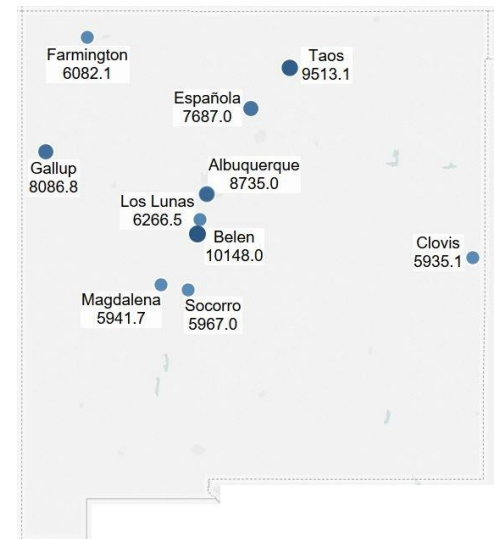 Farmington
6082.1
Taos
9513.1
Española
7687.0
Gallup
8086.8
Albuquerque
8735.0
Los Lunas
6266.5
Belen
10148.0
Clovis
5935.1
Magdalena
5941.7
Socorro
5967.0